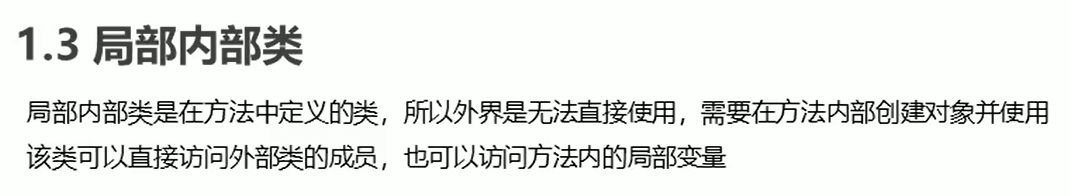 1.3 局部内部类
局部内部类是在方法中定义的类，所以外界是无法直接使用，需要在方法内部创建对象并使用
该类可以直接访问外部类的成员，也可以访问方法内的局部变量